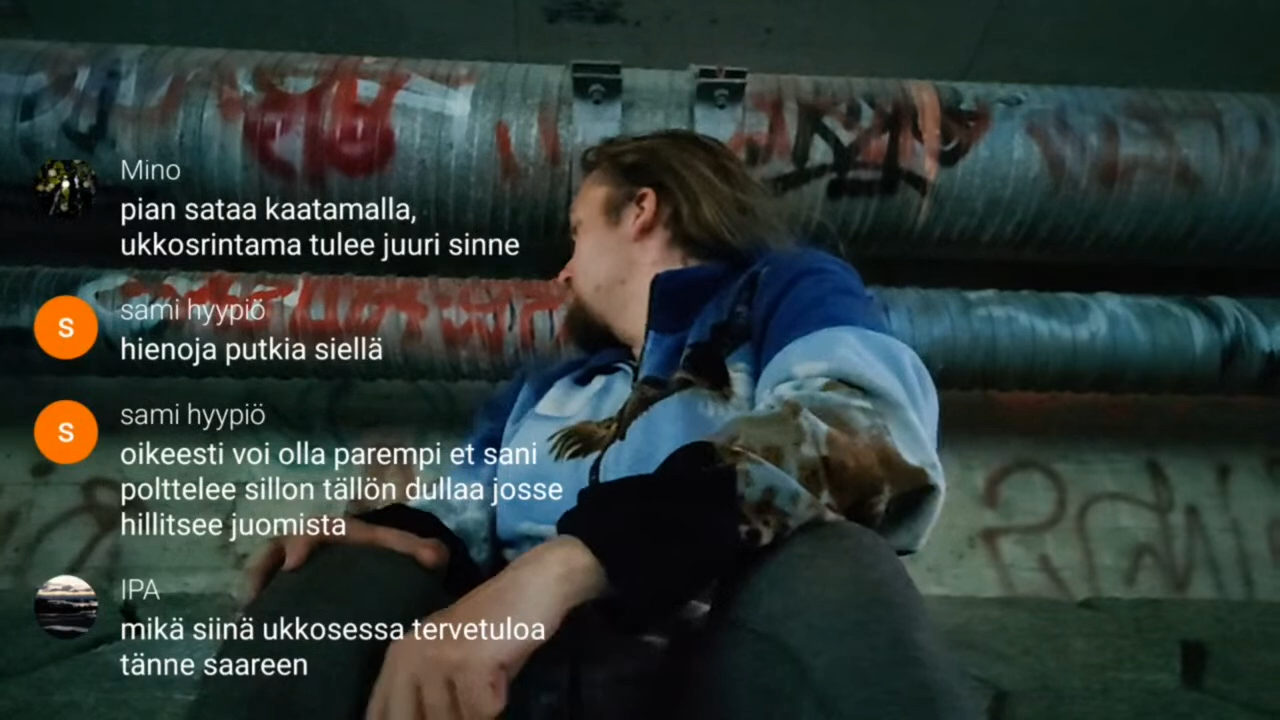 Mino
pian sataa kaatamalla,
ukkosrintama tulee juuri sinne
S
sami hyypiö
hienoja putkia siellä
S
sami hyypiö
oikeesti voi olla parempi et sani
polttelee sillon tällön dullaa josse
hillitsee juomista
IPA
mikä siinä ukkosessa tervetuloa
tänne saareen